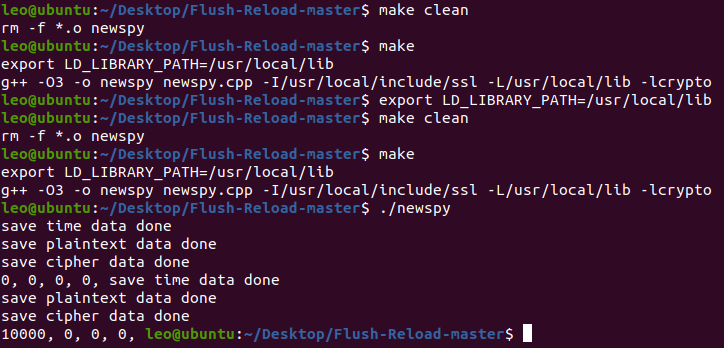 leo@ubuntu:~/Desktop/Flush-Reload-master$ make clean
rm -f *.o newspy
leo@ubuntu:~/Desktop/Flush-Reload-master$ make
export LD_LIBRARY_PATH=/usr/local/lib
g++ -O3 -o newspy newspy.cpp -I/usr/local/include/ssl -L/usr/local/lib -lcrypto
leo@ubuntu:~/Desktop/Flush-Reload-master$ export LD_LIBRARY_PATH=/usr/local/lib
leo@ubuntu:~/Desktop/Flush-Reload-master$ make clean
rm -f *.o newspy
leo@ubuntu:~/Desktop/Flush-Reload-master$ make
export LD_LIBRARY_PATH=/usr/local/lib
g++ -O3 -o newspy newspy.cpp -I/usr/local/include/ssl -L/usr/local/lib -lcrypto
leo@ubuntu:~/Desktop/Flush-Reload-master$ ./newspy
save time data done
save plaintext data done
save cipher data done
0, 0, 0, 0, save time data done
save plaintext data done
save cipher data done
10000, 0, 0, 0, leo@ubuntu:~/Desktop/Flush-Reload-master$